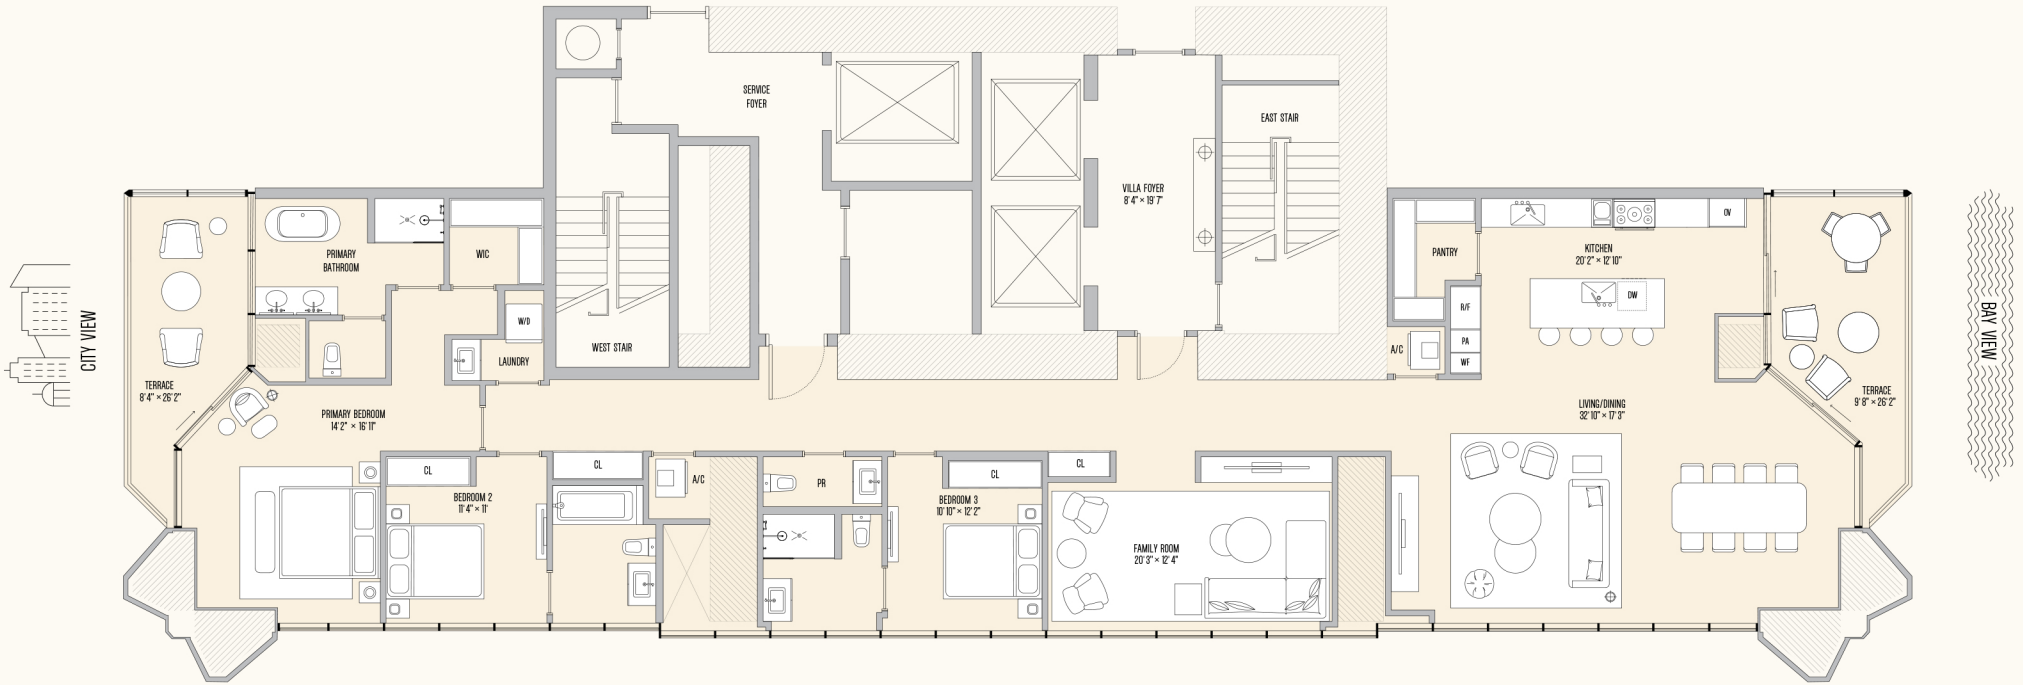 CITY VIEW
TERRACE
8' 4" × 26' 2"
PRIMARY
BATHROOM
WIC
W/D
LAUNDRY
PRIMARY BEDROOM
14' 2" × 16' 11"
CL
BEDROOM 2
11' 4" × 11'
CL
A/C
WEST STAIR
SERVICE
FOYER
VILLA FOYER
8' 4" × 19' 7"
EAST STAIR
PR
CL
BEDROOM 3
10' 10" × 12' 2"
CL
FAMILY ROOM
20' 3" × 12' 4"
PANTRY
A/C
R/F
PA
WF
KITCHEN
20' 2" × 12' 10"
OV
DW
LIVING/DINING
32' 10" × 17' 3"
TERRACE
9' 8" × 26' 2"
BAY VIEW